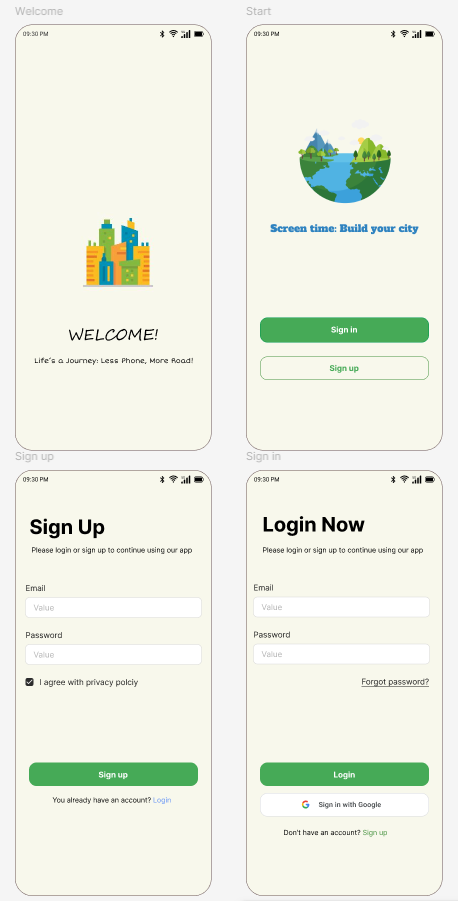 Welcome
09:30 PM
WELCOME!
Life's a Journey: Less Phone, More Road!
Start
09:30 PM
Screen time: Build your city
Sign in
Sign up
Sign up
09:30 PM
Sign Up
Please login or sign up to continue using our app
Email
Value
Password
Value
I agree with privacy polciy
Sign up
You already have an account? Login
Sign in
09:30 PM
Login Now
Please login or sign up to continue using our app
Email
Value
Password
Value
Forgot password?
Login
Sign in with Google
Don't have an account? Sign up